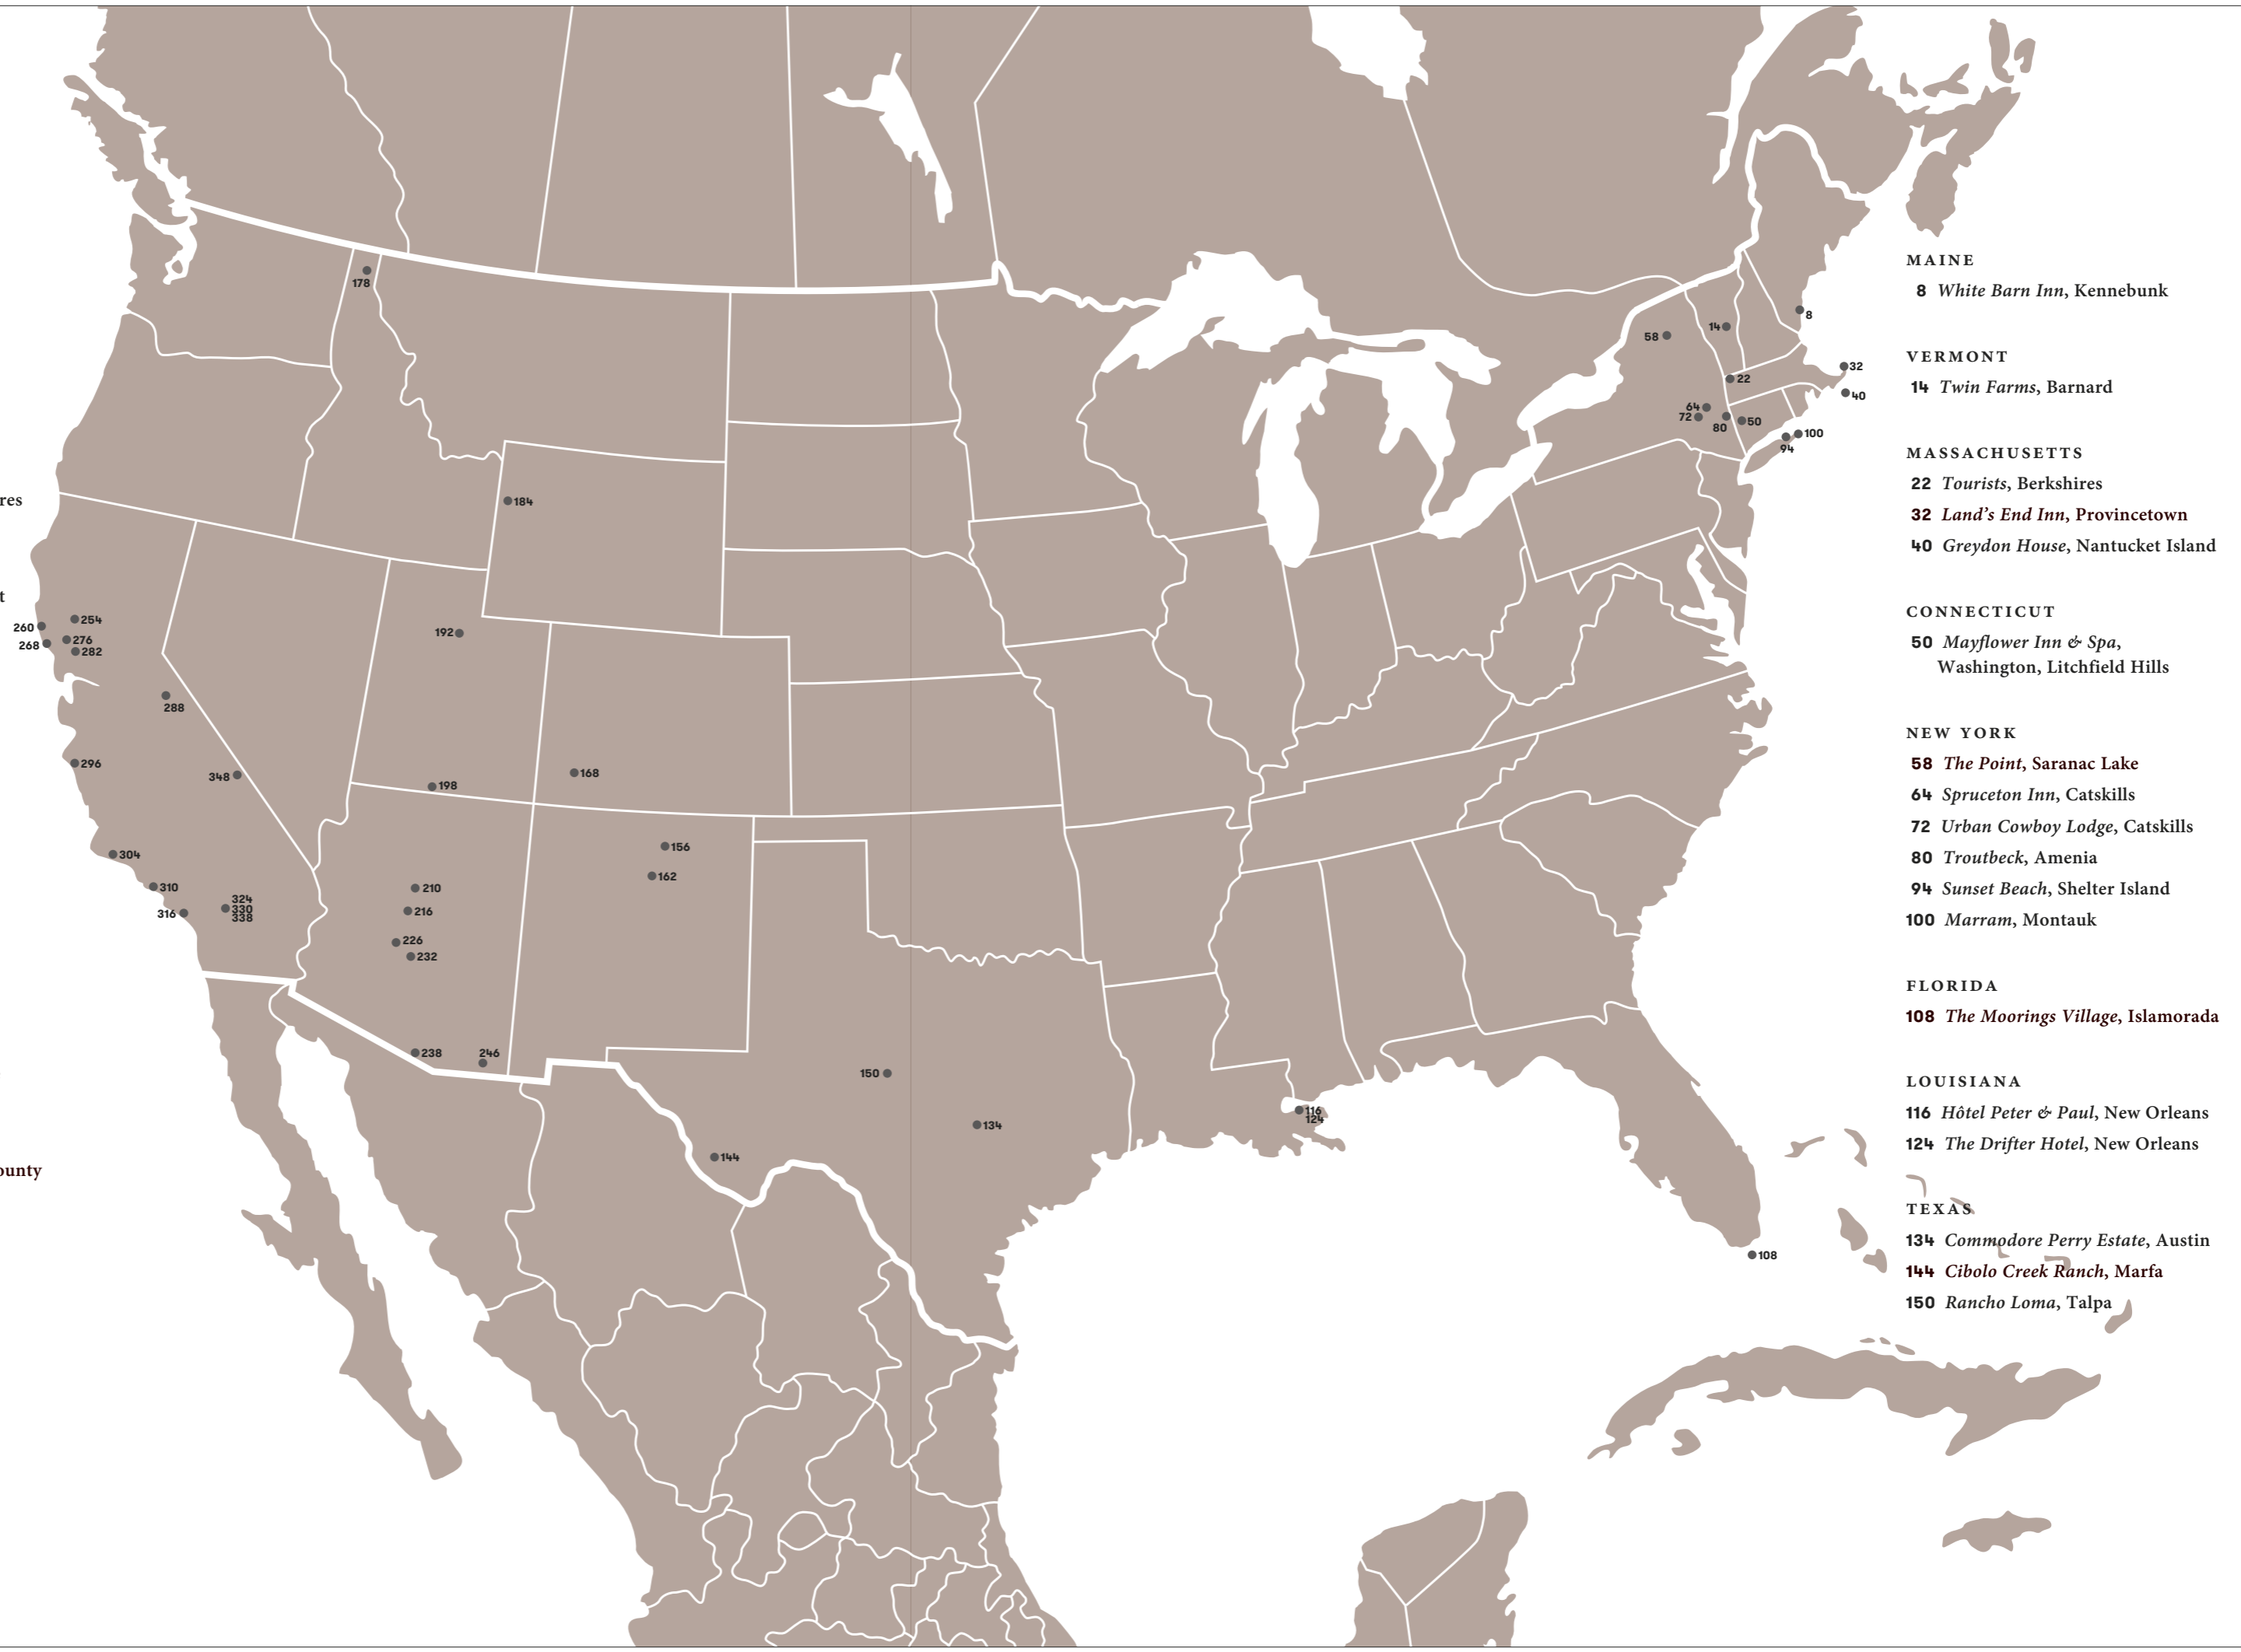 res
t
ounty
178
184
254
260
276
268
282
192
288
296
348
198
168
304
156
162
310
210
324
330
338
316
216
226
232
238
246
150
134
144
116
124
108
58
14
8
22
32
40
64
72
80
50
100
94
MAINE
8 White Barn Inn, Kennebunk
VERMONT
14 Twin Farms, Barnard
MASSACHUSETTS
22 Tourists, Berkshires
32 Land’s End Inn, Provincetown
40 Greydon House, Nantucket Island
CONNECTICUT
50 Mayflower Inn & Spa,
Washington, Litchfield Hills
NEW YORK
58 The Point, Saranac Lake
64 Spruceton Inn, Catskills
72 Urban Cowboy Lodge, Catskills
80 Troutbeck, Amenia
94 Sunset Beach, Shelter Island
100 Marram, Montauk
FLORIDA
108 The Moorings Village, Islamorada
LOUISIANA
116 Hôtel Peter & Paul, New Orleans
124 The Drifter Hotel, New Orleans
TEXAS
134 Commodore Perry Estate, Austin
144 Cibolo Creek Ranch, Marfa
150 Rancho Loma, Talpa